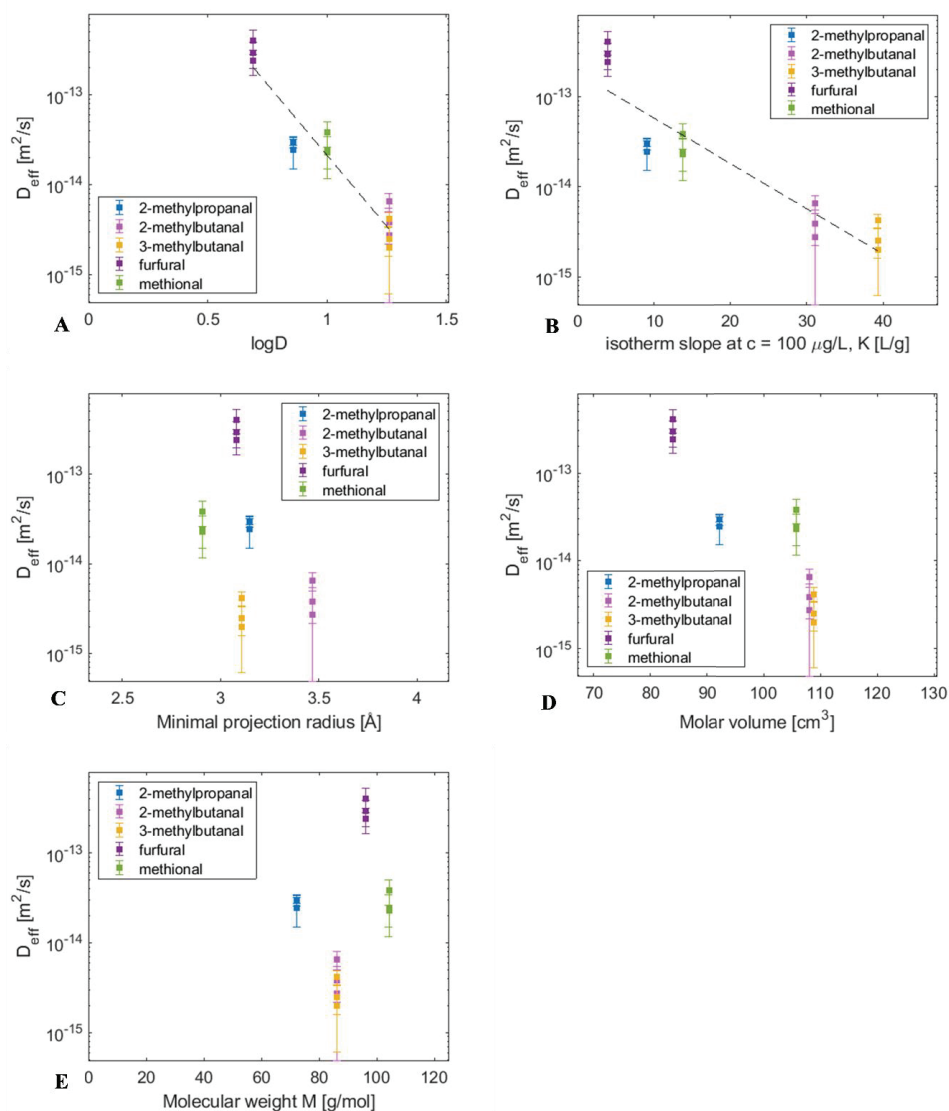 10⁻¹³
10⁻¹⁴
10⁻¹⁵
D_eff [m²/s]
2-methylpropanal
2-methylbutanal
3-methylbutanal
furfural
methional
0 0.5 1 1.5
logD
A
10⁻¹³
10⁻¹⁴
10⁻¹⁵
D_eff [m²/s]
2-methylpropanal
2-methylbutanal
3-methylbutanal
furfural
methional
0 10 20 30 40
isotherm slope at c = 100 μg/L, K [L/g]
B
10⁻¹³
10⁻¹⁴
10⁻¹⁵
D_eff [m²/s]
2-methylpropanal
2-methylbutanal
3-methylbutanal
furfural
methional
2.5 3 3.5 4
Minimal projection radius [Å]
C
10⁻¹³
10⁻¹⁴
10⁻¹⁵
D_eff [m²/s]
2-methylpropanal
2-methylbutanal
3-methylbutanal
furfural
methional
70 80 90 100 110 120 130
Molar volume [cm³]
D
10⁻¹³
10⁻¹⁴
10⁻¹⁵
D_eff [m²/s]
2-methylpropanal
2-methylbutanal
3-methylbutanal
furfural
methional
0 20 40 60 80 100 120
Molecular weight M [g/mol]
E